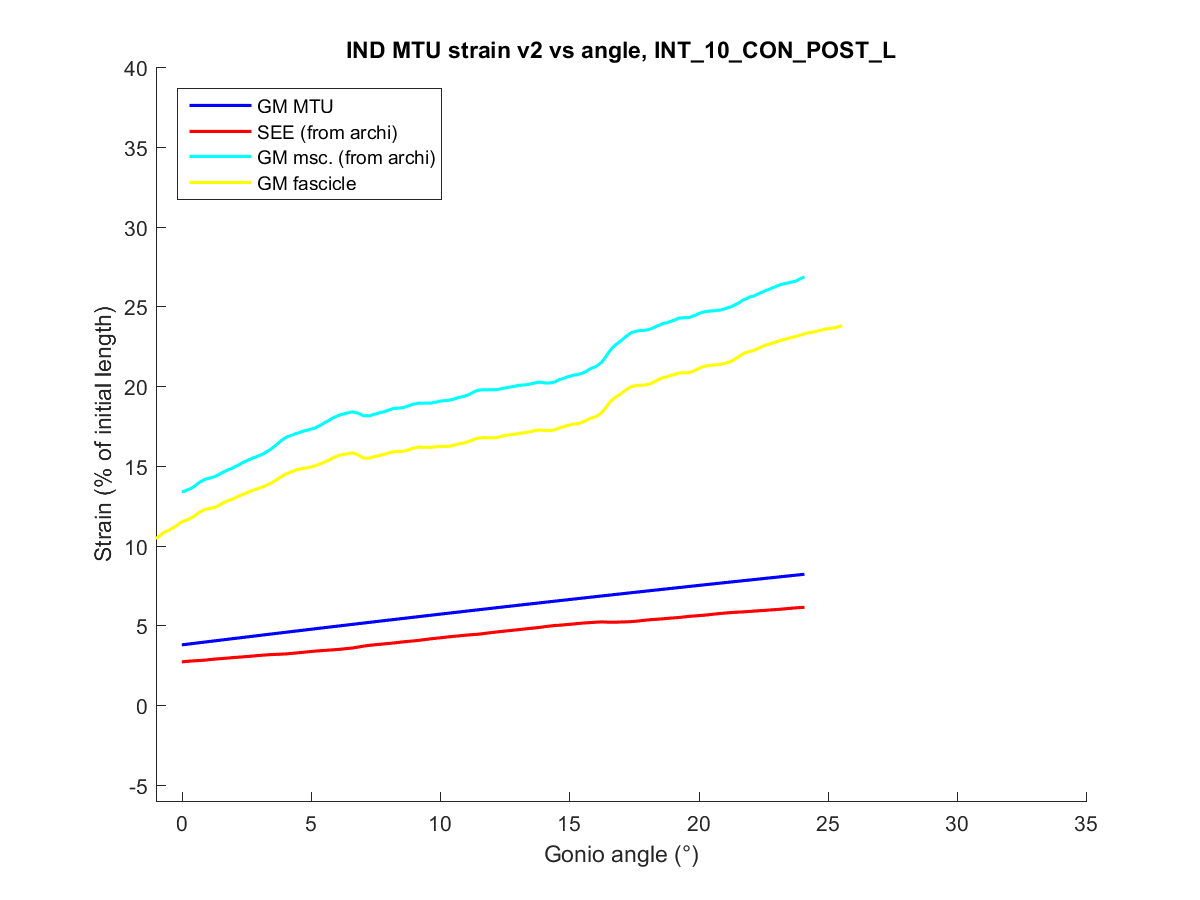 IND MTU strain v2 vs angle, INT_10_CON_POST_L
GM MTU
SEE (from archi)
GM msc. (from archi)
GM fascicle
Strain (% of initial length)
40
35
30
25
20
15
10
5
0
-5
0 5 10 15 20 25 30 35
Gonio angle (°)